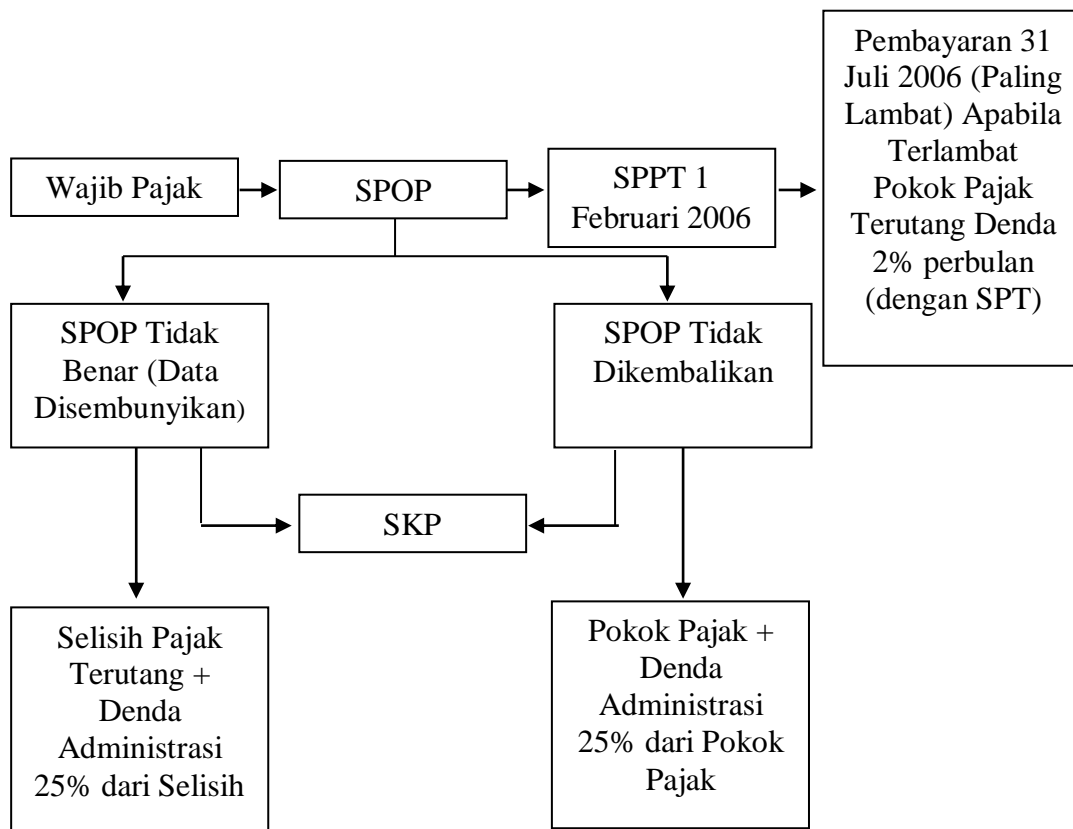 Wajib Pajak
SPOP
SPPT 1
Februari 2006
Pembayaran 31
Juli 2006 (Paling
Lambat) Apabila
Terlambat
Pokok Pajak
Terutang Denda
2% perbulan
(dengan SPT)
SPOP Tidak
Benar (Data
Disembunyikan)
SPOP Tidak
Dikembalikan
SKP
Selisih Pajak
Terutang +
Denda
Administrasi
25% dari Selisih
Pokok Pajak +
Denda
Administrasi
25% dari Pokok
Pajak